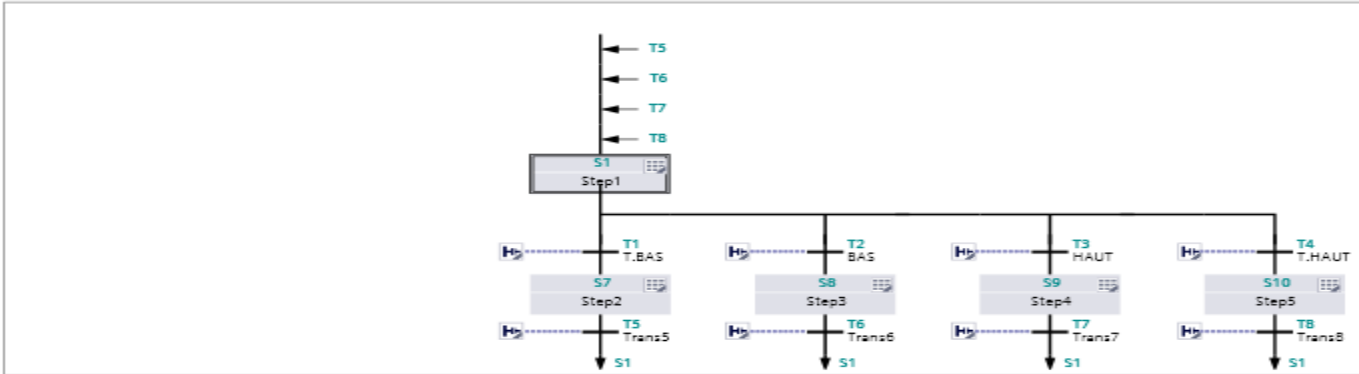 T5
T6
T7
T8
S1
Step1
T1 T2 T3 T4
T.BAS BAS HAUT T.HAUT
S7 S8 S9 S10
Step2 Step3 Step4 Step5
T5 T6 T7 T8
Trans5 Trans6 Trans7 Trans8
S1 S1 S1 S1